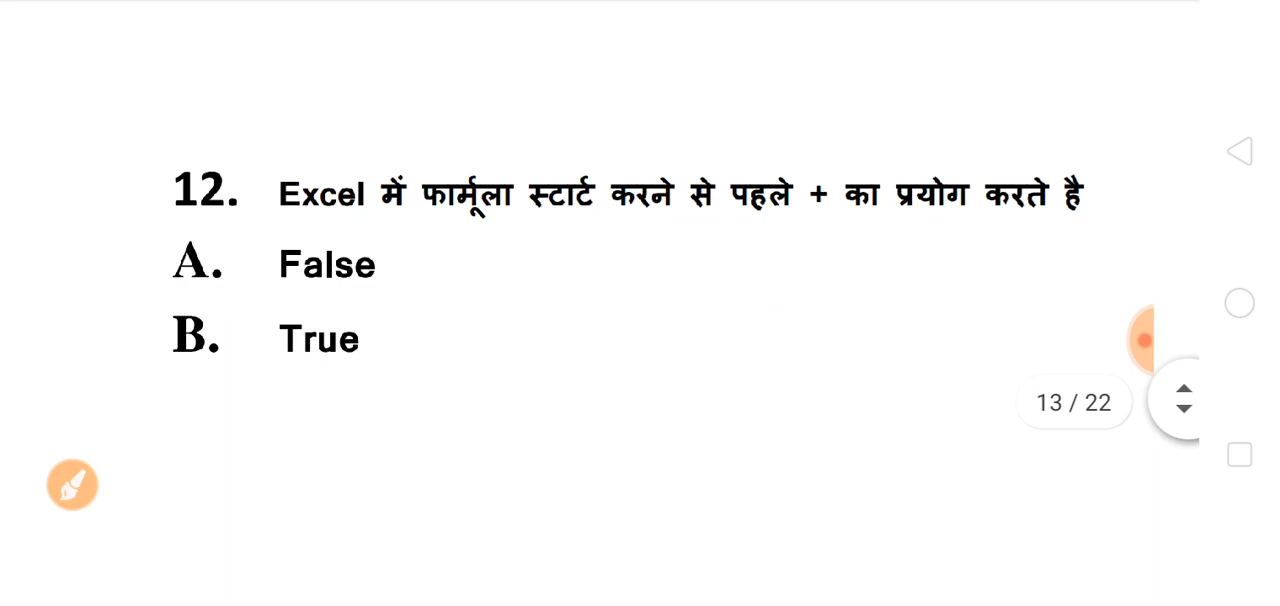 12. Excel में फार्मूला स्टार्ट करने से पहले + का प्रयोग करते है
A. False
B. True
13 / 22